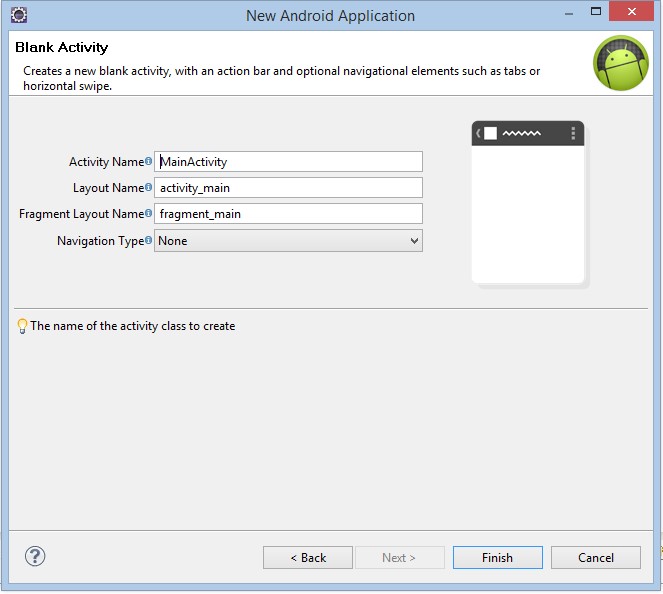 New Android Application
Blank Activity
Creates a new blank activity, with an action bar and optional navigational elements such as tabs or
horizontal swipe.
Activity Name MainActivity
Layout Name activity_main
Fragment Layout Name fragment_main
Navigation Type None
The name of the activity class to create
?
< Back Next > Finish Cancel